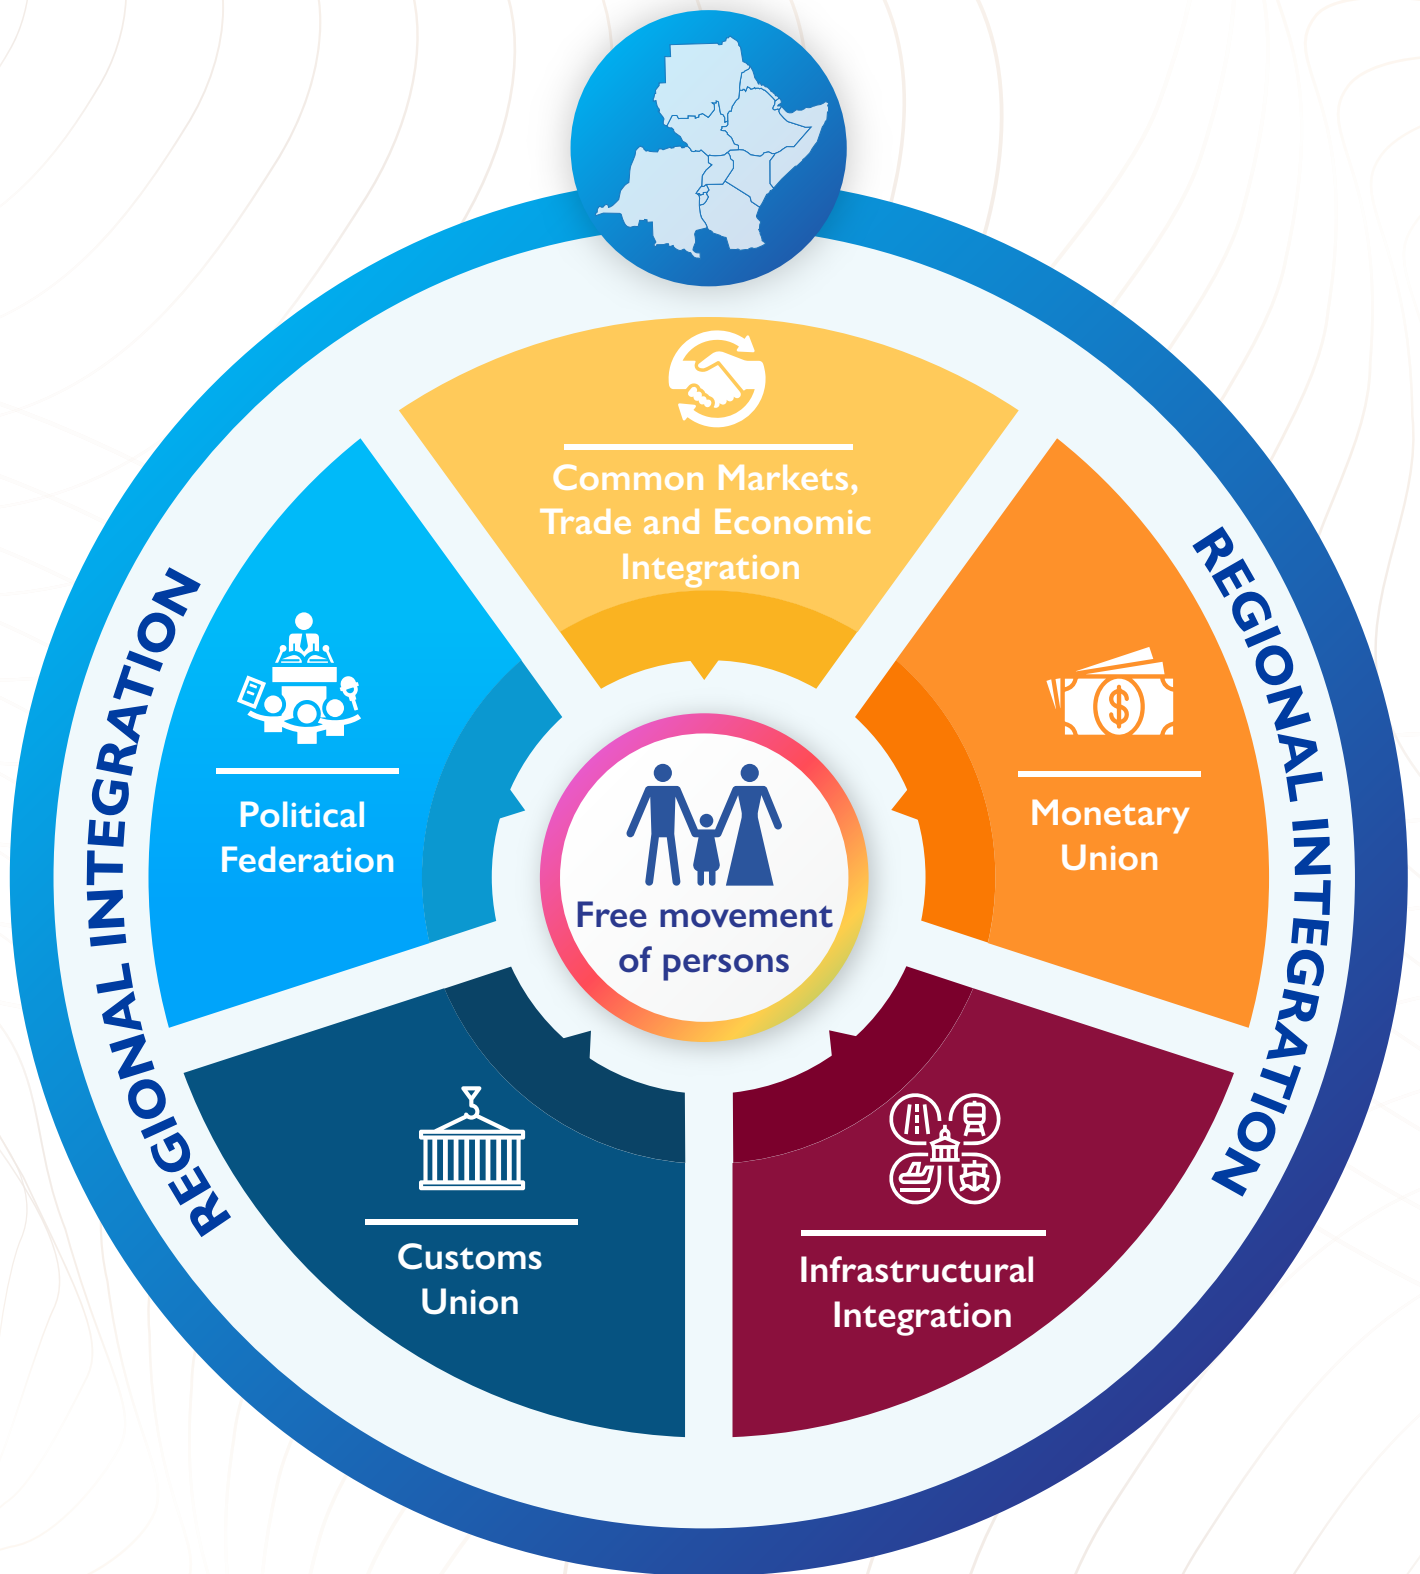 Common Markets,
Trade and Economic
Integration
REGIONAL INTEGRATION
REGIONAL INTEGRATION
Political
Federation
Monetary
Union
Free movement
of persons
Customs
Union
Infrastructural
Integration